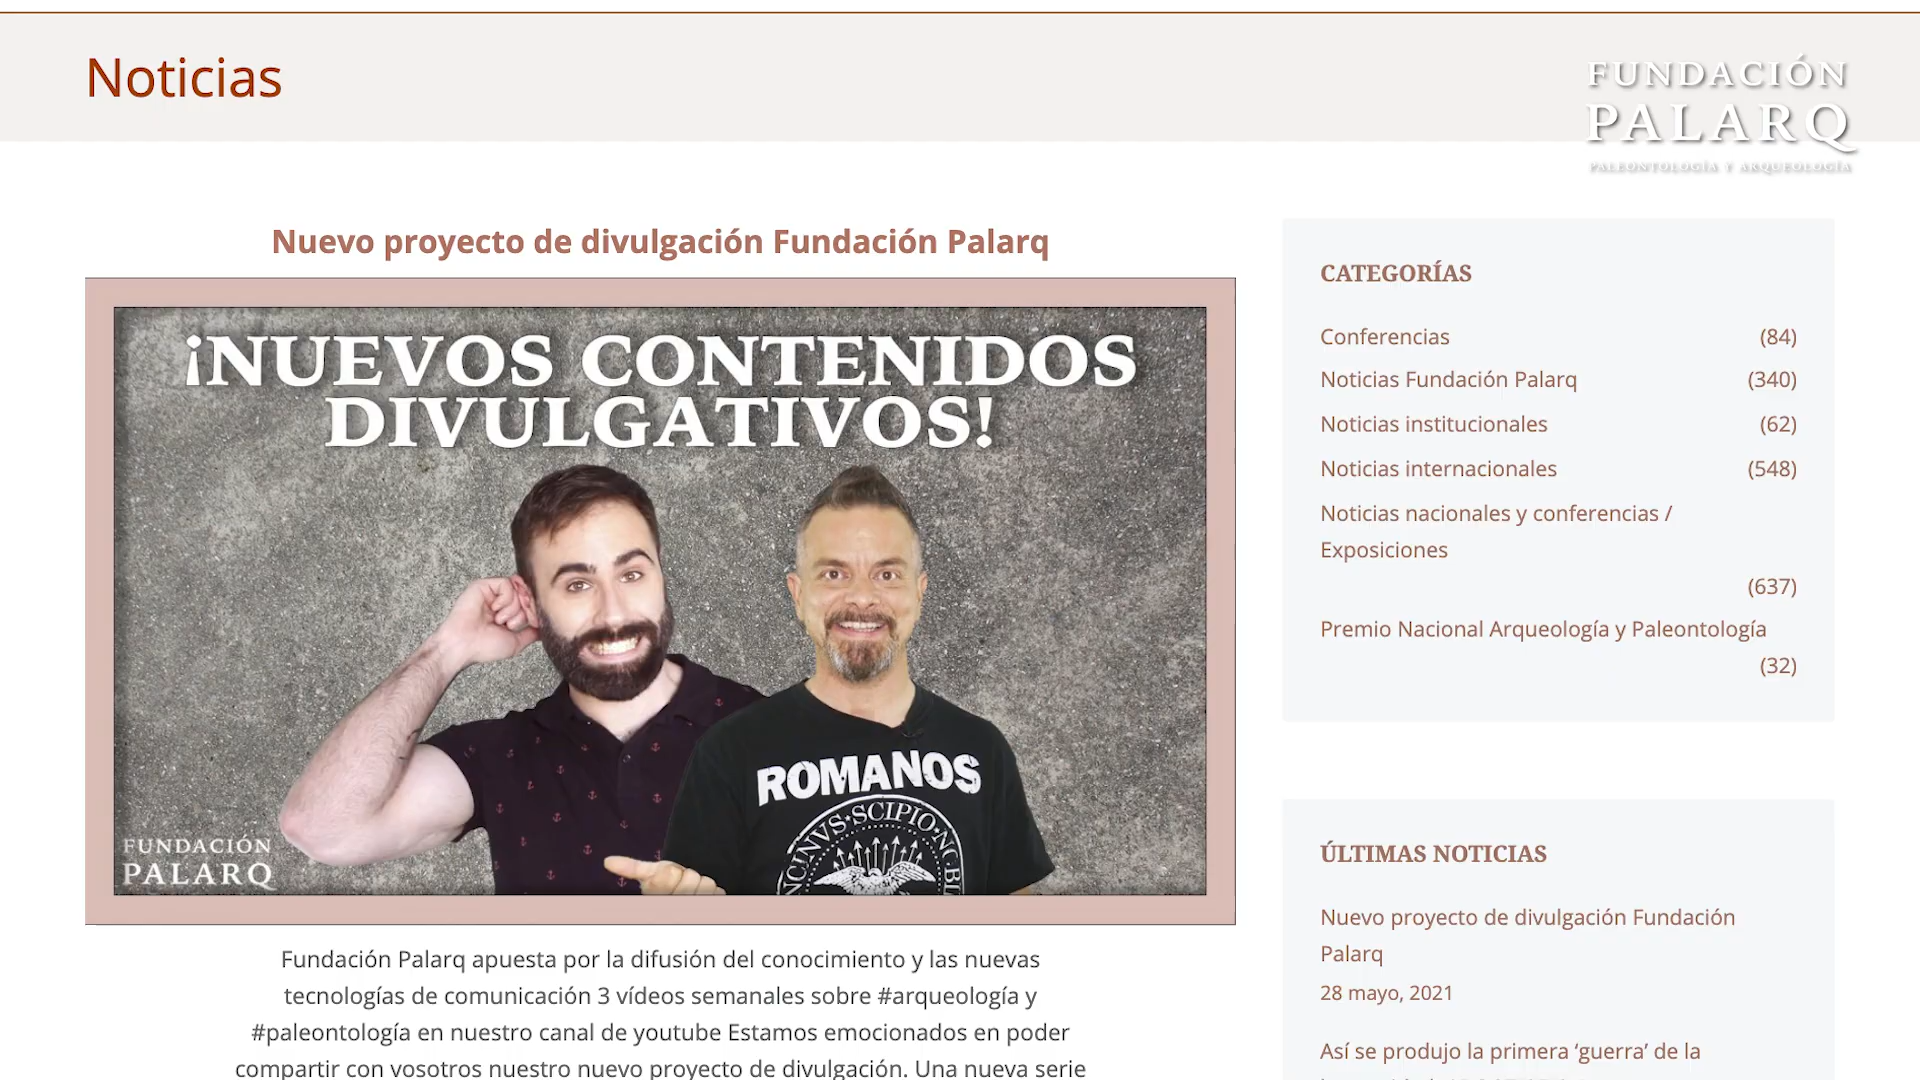 Noticias
FUNDACIÓN
PALARQ
PALEONTOLOGÍA Y ARQUEOLOGÍA
Nuevo proyecto de divulgación Fundación Palarq
¡NUEVOS CONTENIDOS
DIVULGATIVOS!
ROMANOS
SCIPIO
FUNDACIÓN
PALARQ
Fundación Palarq apuesta por la difusión del conocimiento y las nuevas
tecnologías de comunicación 3 vídeos semanales sobre #arqueología y
#paleontología en nuestro canal de youtube Estamos emocionados en poder
compartir con vosotros nuestro nuevo proyecto de divulgación. Una nueva serie
CATEGORÍAS
Conferencias (84)
Noticias Fundación Palarq (340)
Noticias institucionales (62)
Noticias internacionales (548)
Noticias nacionales y conferencias /
Exposiciones
(637)
Premio Nacional Arqueología y Paleontología
(32)
ÚLTIMAS NOTICIAS
Nuevo proyecto de divulgación Fundación
Palarq
28 mayo, 2021
Así se produjo la primera ‘guerra’ de la